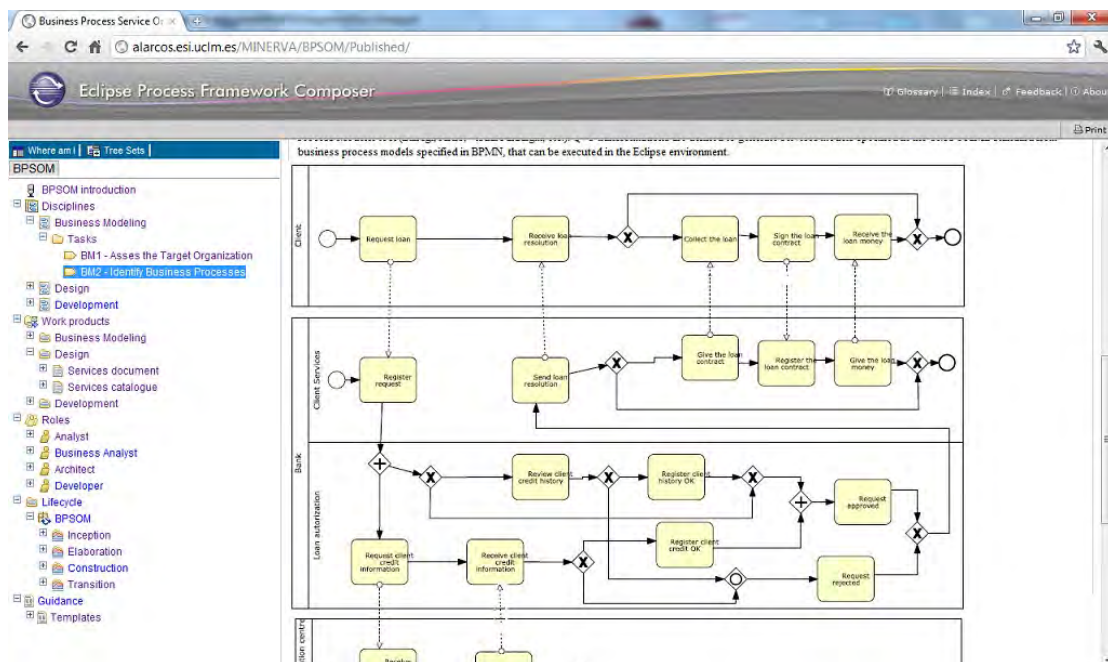 Business Process Service Or
alarcos.esi.uclm.es/MINERVA/BPSOM/Published/
Eclipse Process Framework Composer
Glossary | Index | Feedback | Abou
Print
Where am I | Tree Sets |
business process models specified in BPMN, that can be executed in the Eclipse environment.
BPSOM
BPSOM introduction
Disciplines
Business Modeling
Tasks
BM1 - Asses the Target Organization
BM2 - Identify Business Processes
Design
Development
Work products
Business Modeling
Design
Services document
Services catalogue
Development
Roles
Analyst
Business Analyst
Architect
Developer
Lifecycle
BPSOM
Inception
Elaboration
Construction
Transition
Guidance
Templates
Client
Request loan
Receive loan
resolution
Collect the loan
Sign the loan
contract
Receive the
loan money
Bank
Client Services
Register
request
Send loan
resolution
Give the loan
contract
Register the
loan contract
Give the loan
money
Loan autorization
Review client
credit history
Register client
history OK
Request
approved
Register client
credit OK
Request client
credit
information
Receive client
credit
information
Request
rejected
tion centre
Receive